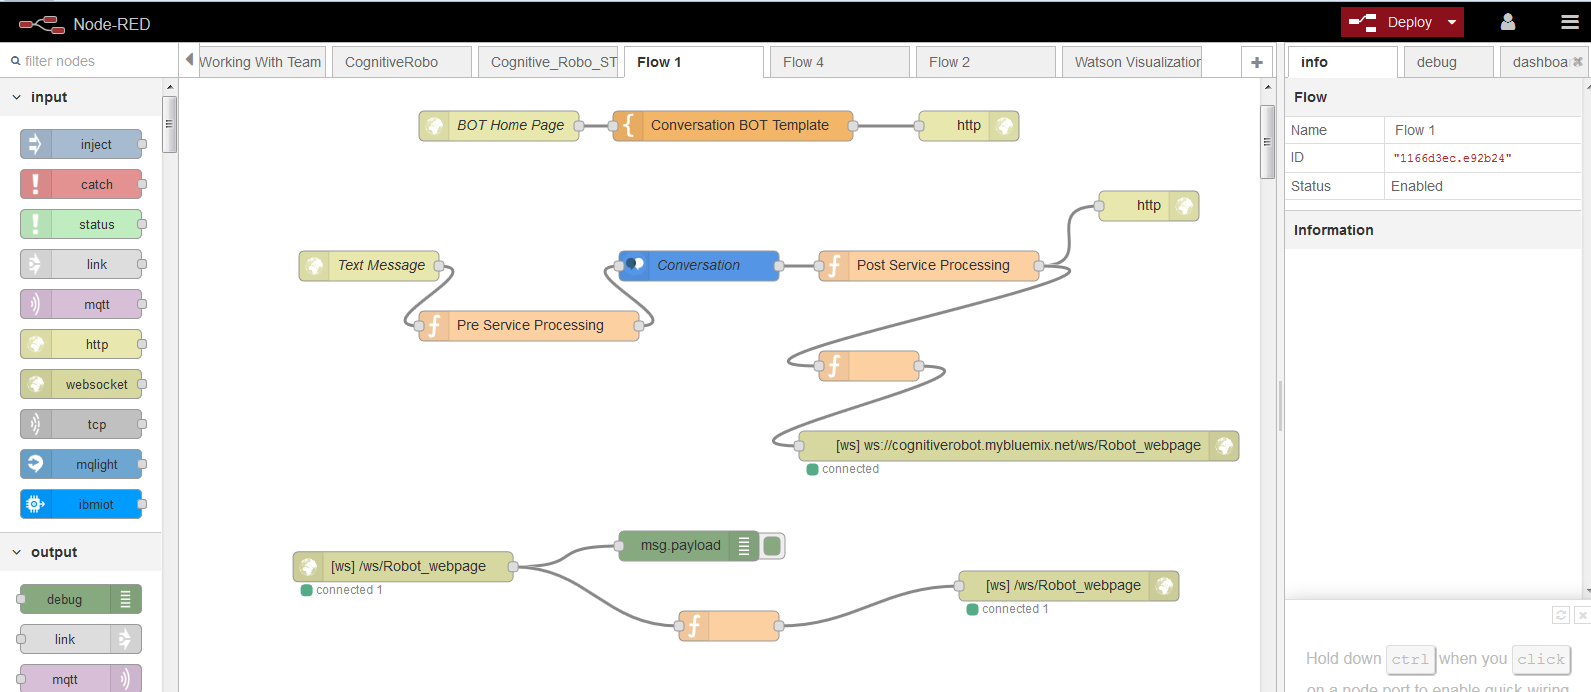 Node-RED
Deploy
filter nodes
Working With Team
CognitiveRobo
Cognitive_Robo_ST
Flow 1
Flow 4
Flow 2
Watson Visualization
+
info
debug
dashboa
input
inject
catch
status
link
mqtt
http
websocket
tcp
mqlight
ibmiot
output
debug
link
mqtt
BOT Home Page
Conversation BOT Template
http
http
Text Message
Conversation
Post Service Processing
Pre Service Processing
[ws] ws://cognitiverobot.mybluemix.net/ws/Robot_webpage
connected
msg.payload
[ws] /ws/Robot_webpage
connected 1
[ws] /ws/Robot_webpage
connected 1
Flow
Name Flow 1
ID "1166d3ec.e92b24"
Status Enabled
Information
Hold down ctrl when you click
on a node port to enable quick wiring